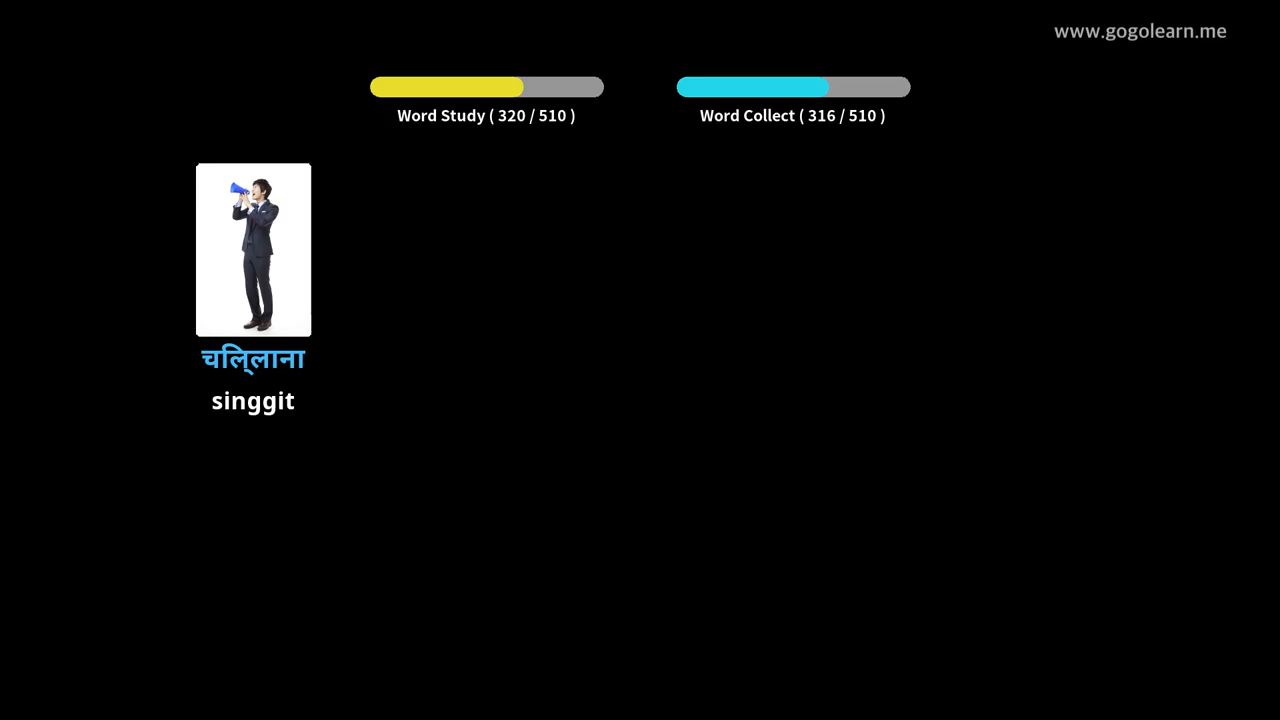 www.gogolearn.me
Word Study ( 320 / 510 )
Word Collect ( 316 / 510 )
चलि्लाना
singgit